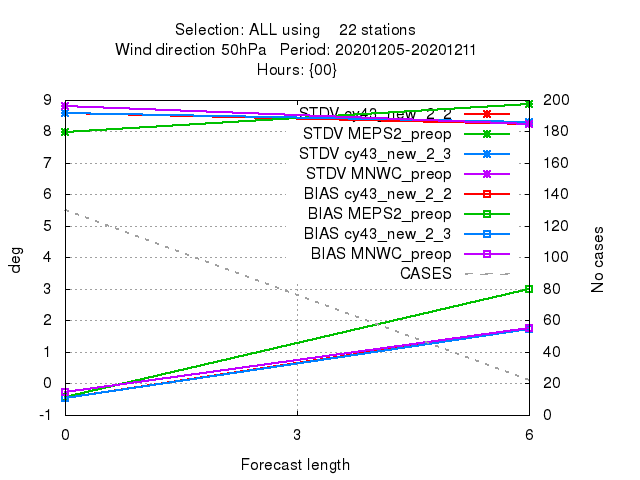 Selection: ALL using 22 stations
Wind direction 50hPa Period: 20201205-20201211
Hours: {00}
9 200
STDV cy43_new_2_2
8 180
STDV MEPS2_preop
7 160
STDV cy43_new_2_3
STDV MNWC_preop
6 140
BIAS cy43_new_2_2
5 120
BIAS MEPS2_preop
BIAS cy43_new_2_3
4 100
BIAS MNWC_preop
CASES
3 80
2 60
1 40
0 20
-1 0
deg
No cases
0 3 6
Forecast length